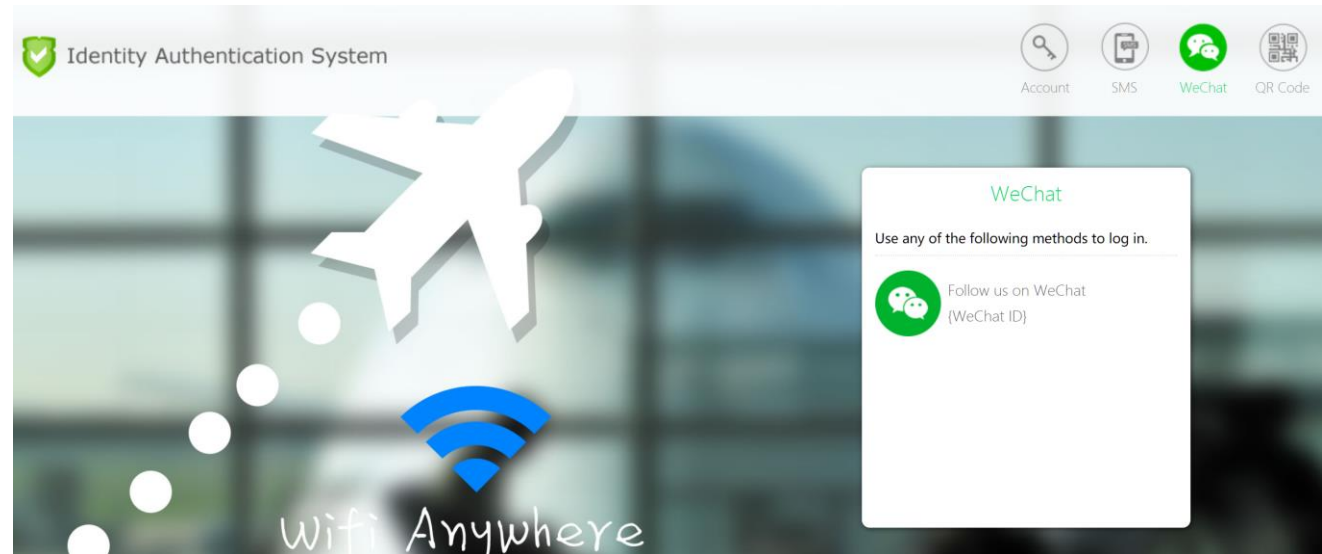 Identity Authentication System
Account
SMS
WeChat
QR Code
WeChat
Use any of the following methods to log in.
Follow us on WeChat
{WeChat ID}
Wifi Anywhere